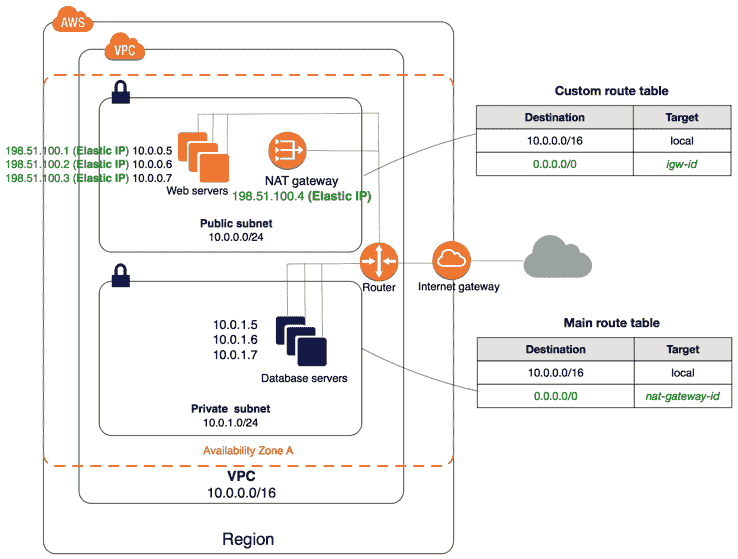 AWS
VPC
Custom route table
Destination Target
10.0.0.0/16 local
0.0.0.0/0 igw-id
198.51.100.1 (Elastic IP) 10.0.0.5
198.51.100.2 (Elastic IP) 10.0.0.6
198.51.100.3 (Elastic IP) 10.0.0.7
Web servers
NAT gateway
198.51.100.4 (Elastic IP)
Public subnet
10.0.0.0/24
Router
Internet gateway
10.0.1.5
10.0.1.6
10.0.1.7
Database servers
Private subnet
10.0.1.0/24
Main route table
Destination Target
10.0.0.0/16 local
0.0.0.0/0 nat-gateway-id
Availability Zone A
VPC
10.0.0.0/16
Region